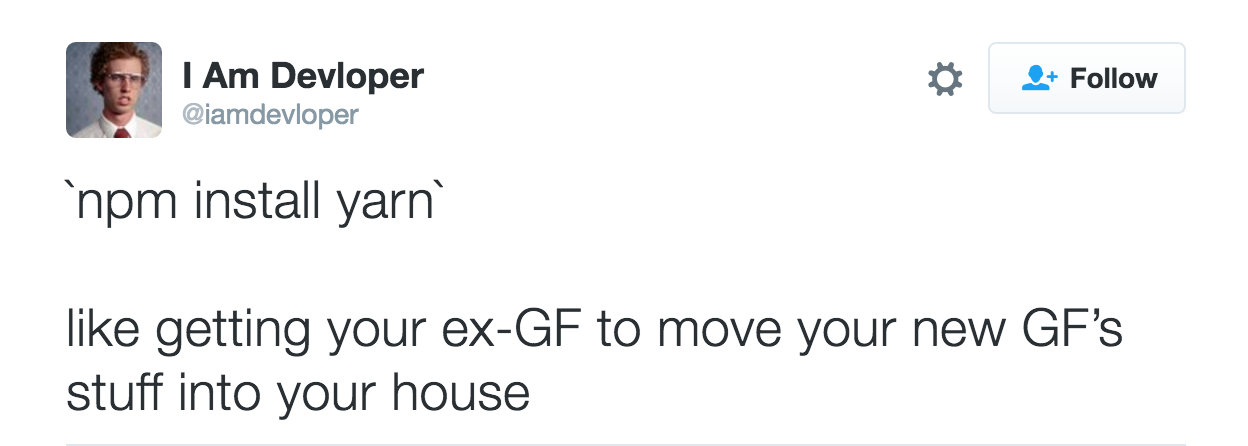 I Am Devloper
@iamdevloper
Follow
`npm install yarn`
like getting your ex-GF to move your new GF’s
stuff into your house